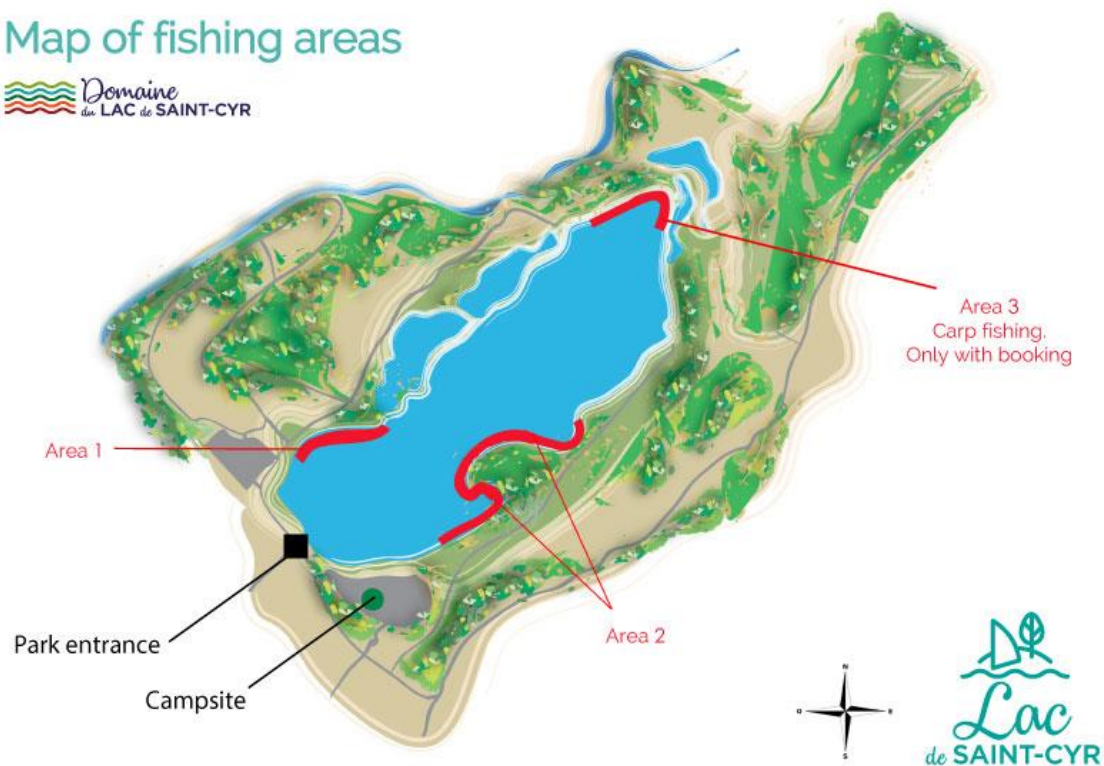 Map of fishing areas
Domaine
du LAC de SAINT-CYR
Area 3
Carp fishing.
Only with booking
Area 1
Area 2
Park entrance
Campsite
N
O
E
S
Lac
de SAINT-CYR